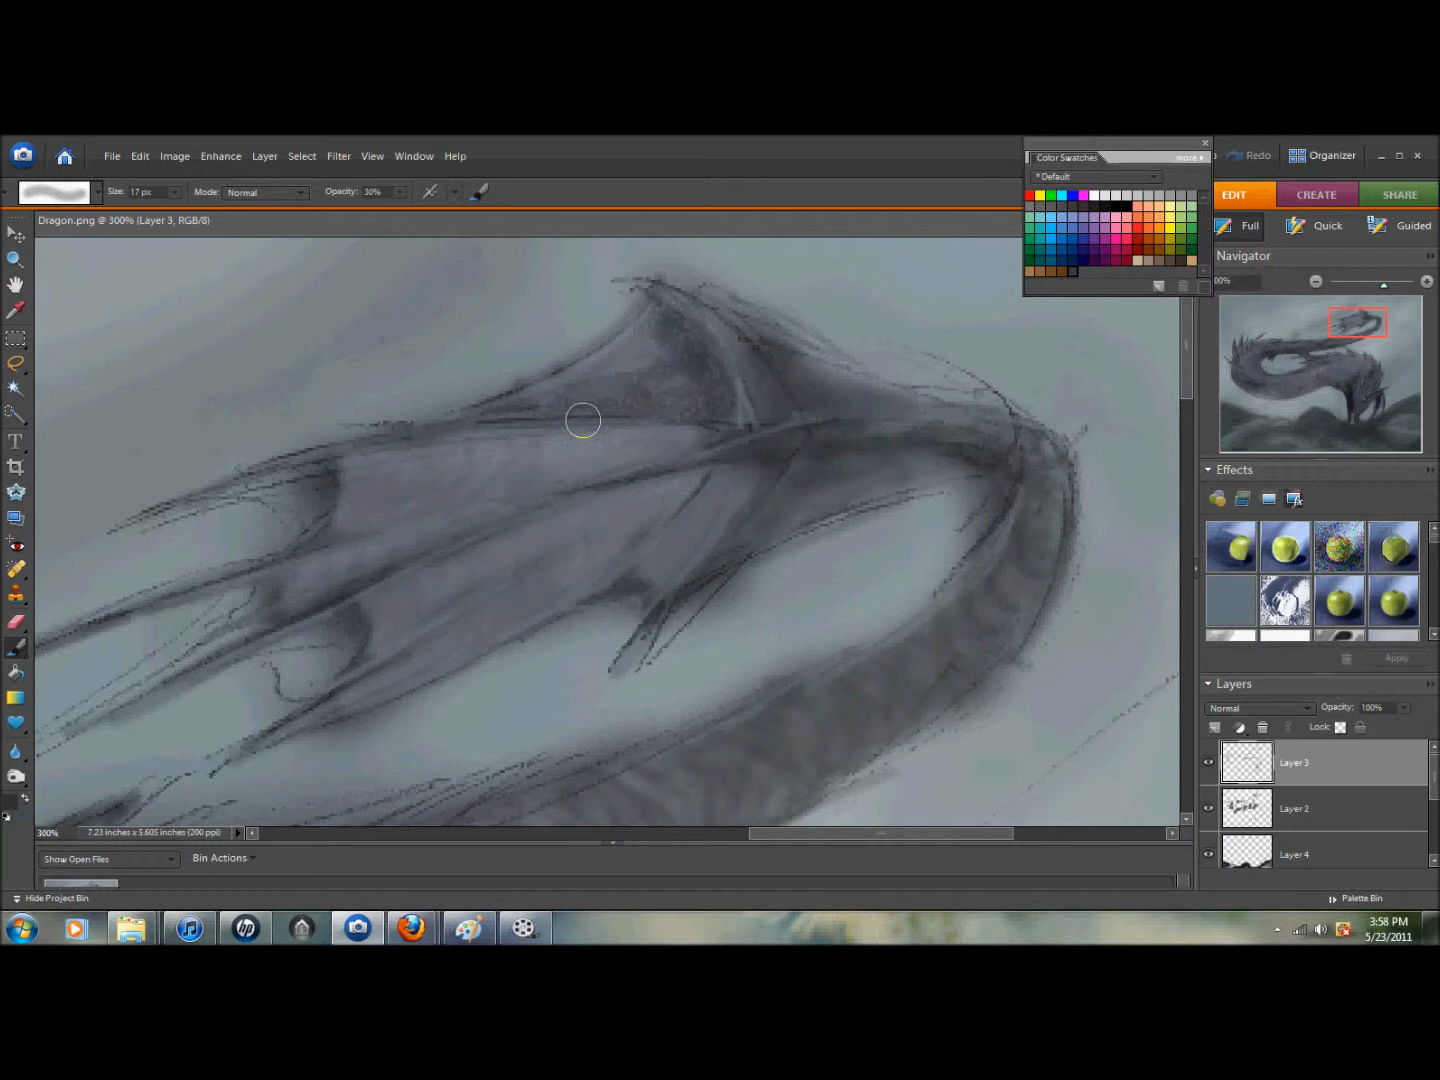 File Edit Image Enhance Layer Select Filter View Window Help
Color Swatches more
Redo Organizer
Size: 17 px Mode: Normal Opacity: 30%
* Default
EDIT CREATE SHARE
Dragon.png @ 300% (Layer 3, RGB/8)
Full Quick Guided
Navigator
Effects
Apply
Layers
Normal Opacity: 100%
Lock:
Layer 3
Layer 2
Layer 4
300% 7.23 inches x 5.605 inches (200 ppi)
Show Open Files Bin Actions
Hide Project Bin Palette Bin
hp
3:58 PM
5/23/2011